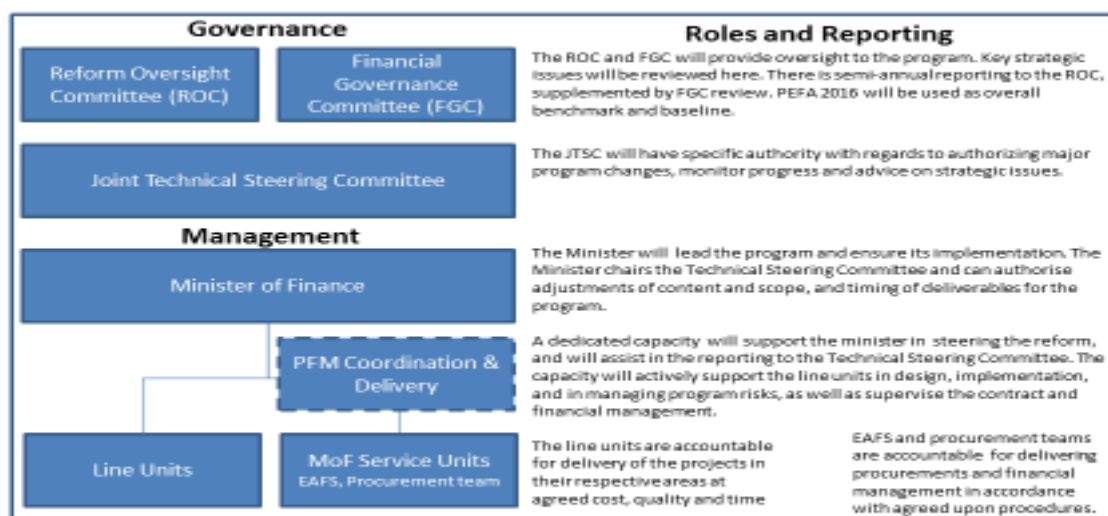 Governance
Roles and Reporting
Reform Oversight
Committee (ROC)
Financial
Governance
Committee (FGC)
The ROC and FGC will provide oversight to the program. Key strategic
issues will be reviewed here. There is semi-annual reporting to the ROC,
supplemented by FGC review. PEFA 2016 will be used as overall
benchmark and baseline.
Joint Technical Steering Committee
The JTSC will have specific authority with regards to authorizing major
program changes, monitor progress and advice on strategic issues.
Management
Minister of Finance
The Minister will lead the program and ensure its implementation. The
Minister chairs the Technical Steering Committee and can authorise
adjustments of content and scope, and timing of deliverables for the
program.
PFM Coordination &
Delivery
A dedicated capacity will support the minister in steering the reform,
and will assist in the reporting to the Technical Steering Committee. The
capacity will actively support the line units in design, implementation,
and in managing program risks, as well as supervise the contract and
financial management.
Line Units
MoF Service Units
EAFS, Procurement team
The line units are accountable
for delivery of the projects in
their respective areas at
agreed cost, quality and time
EAFS and procurement teams
are accountable for delivering
procurements and financial
management in accordance
with agreed upon procedures.